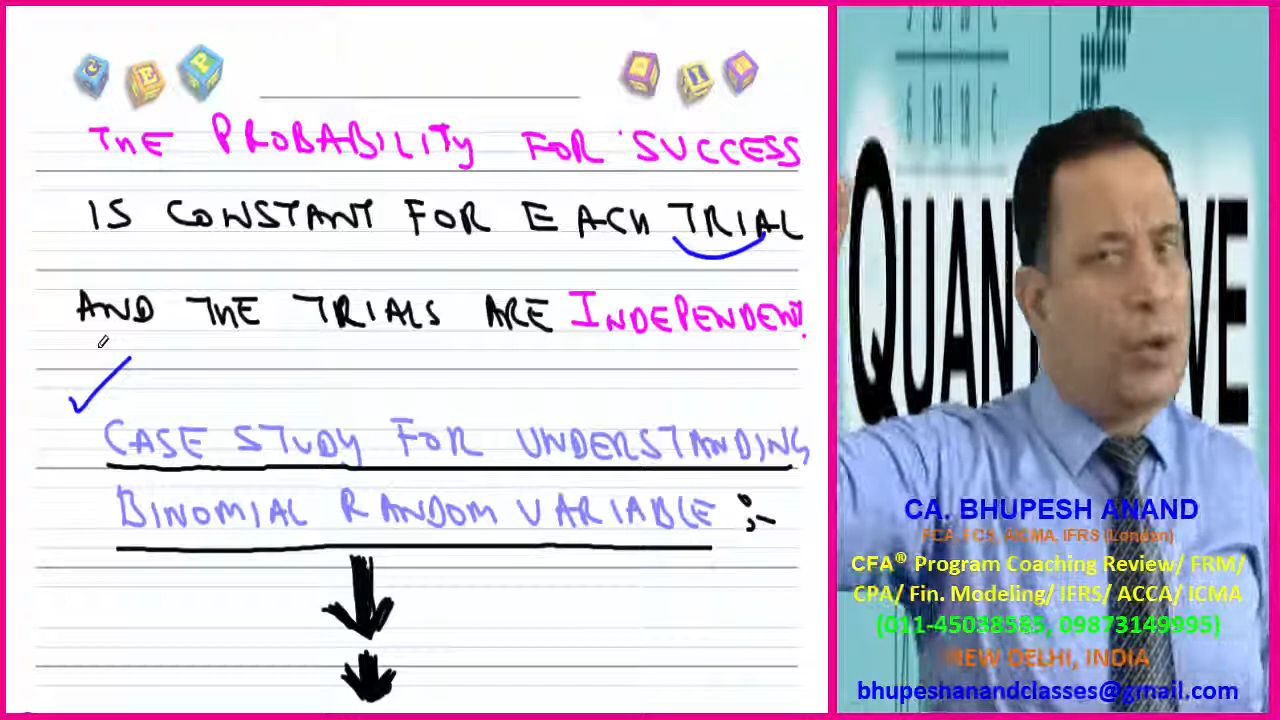 THE PROBABILITY FOR SUCCESS
IS CONSTANT FOR EACH TRIAL
AND THE TRIALS ARE INDEPENDENT.
CASE STUDY FOR UNDERSTANDING
BINOMIAL RANDOM VARIABLE :-
QUAN VE
CA. BHUPESH ANAND
FCA, FCS, AICMA, IFRS (London)
CFA® Program Coaching Review/ FRM/
CPA/ Fin. Modeling/ IFRS/ ACCA/ ICMA
(011-45038585, 09873149995)
NEW DELHI, INDIA
bhupeshanandclasses@gmail.com